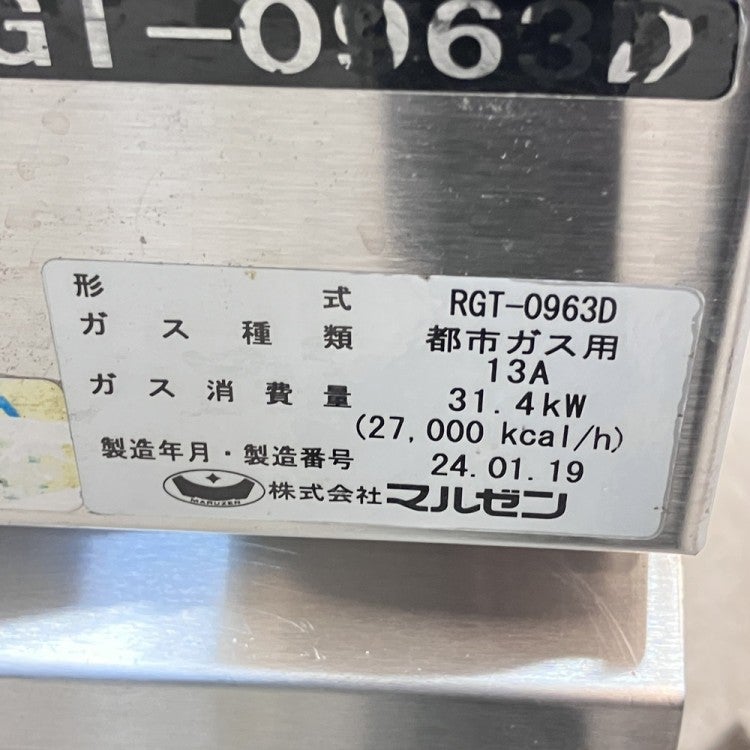 GT-0963D
形式 RGT-0963D
ガス種類 都市ガス用
13A
ガス消費量 31.4kW
(27,000 kcal/h)
製造年月・製造番号 24.01.19
MARUZEN 株式会社マルゼン